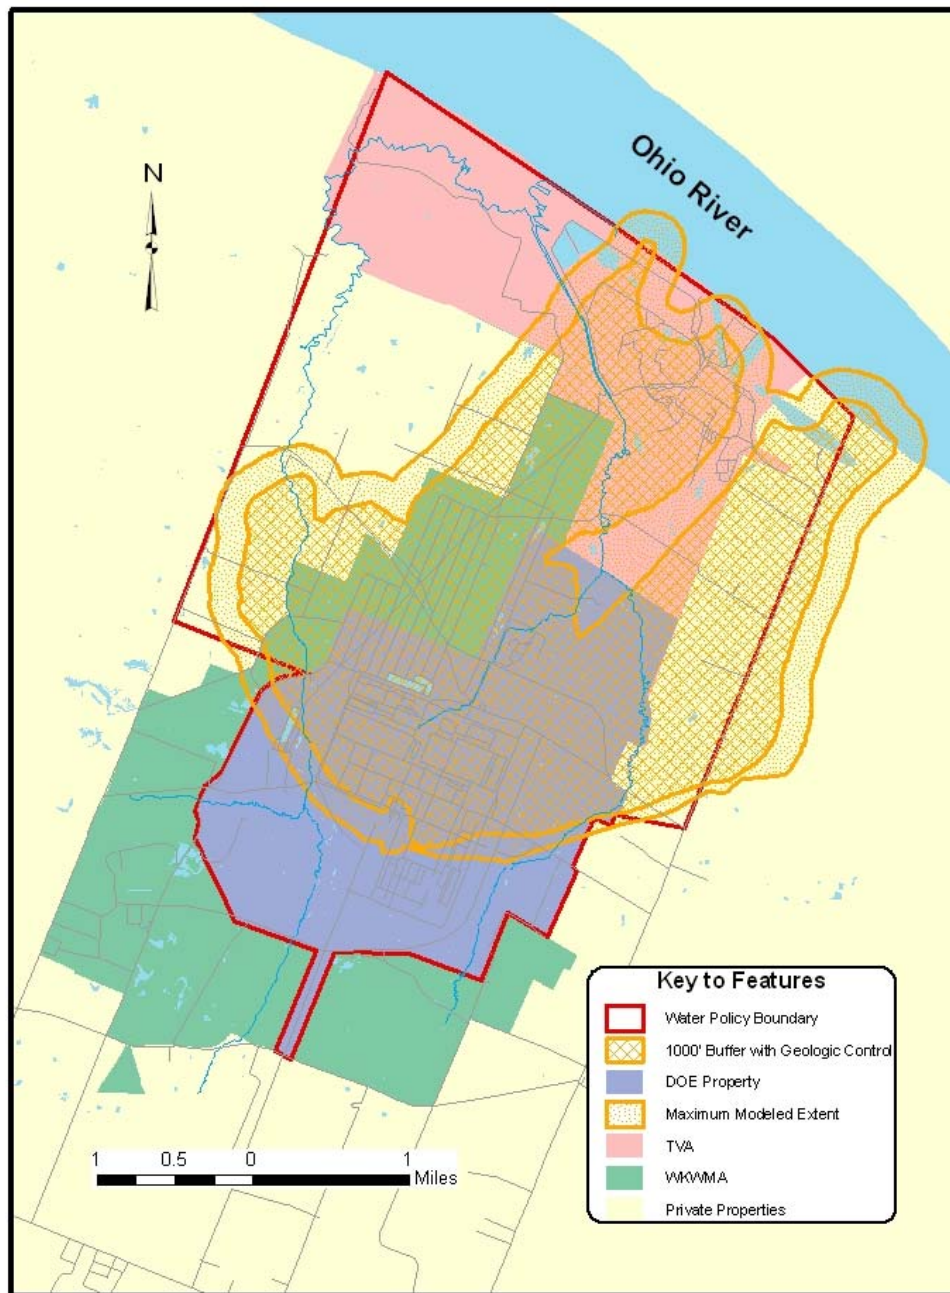 Ohio River
N
Key to Features
Water Policy Boundary
1000' Buffer with Geologic Control
DOE Property
Maximum Modeled Extent
TVA
WKWMA
Private Properties
1 0.5 0 1
Miles